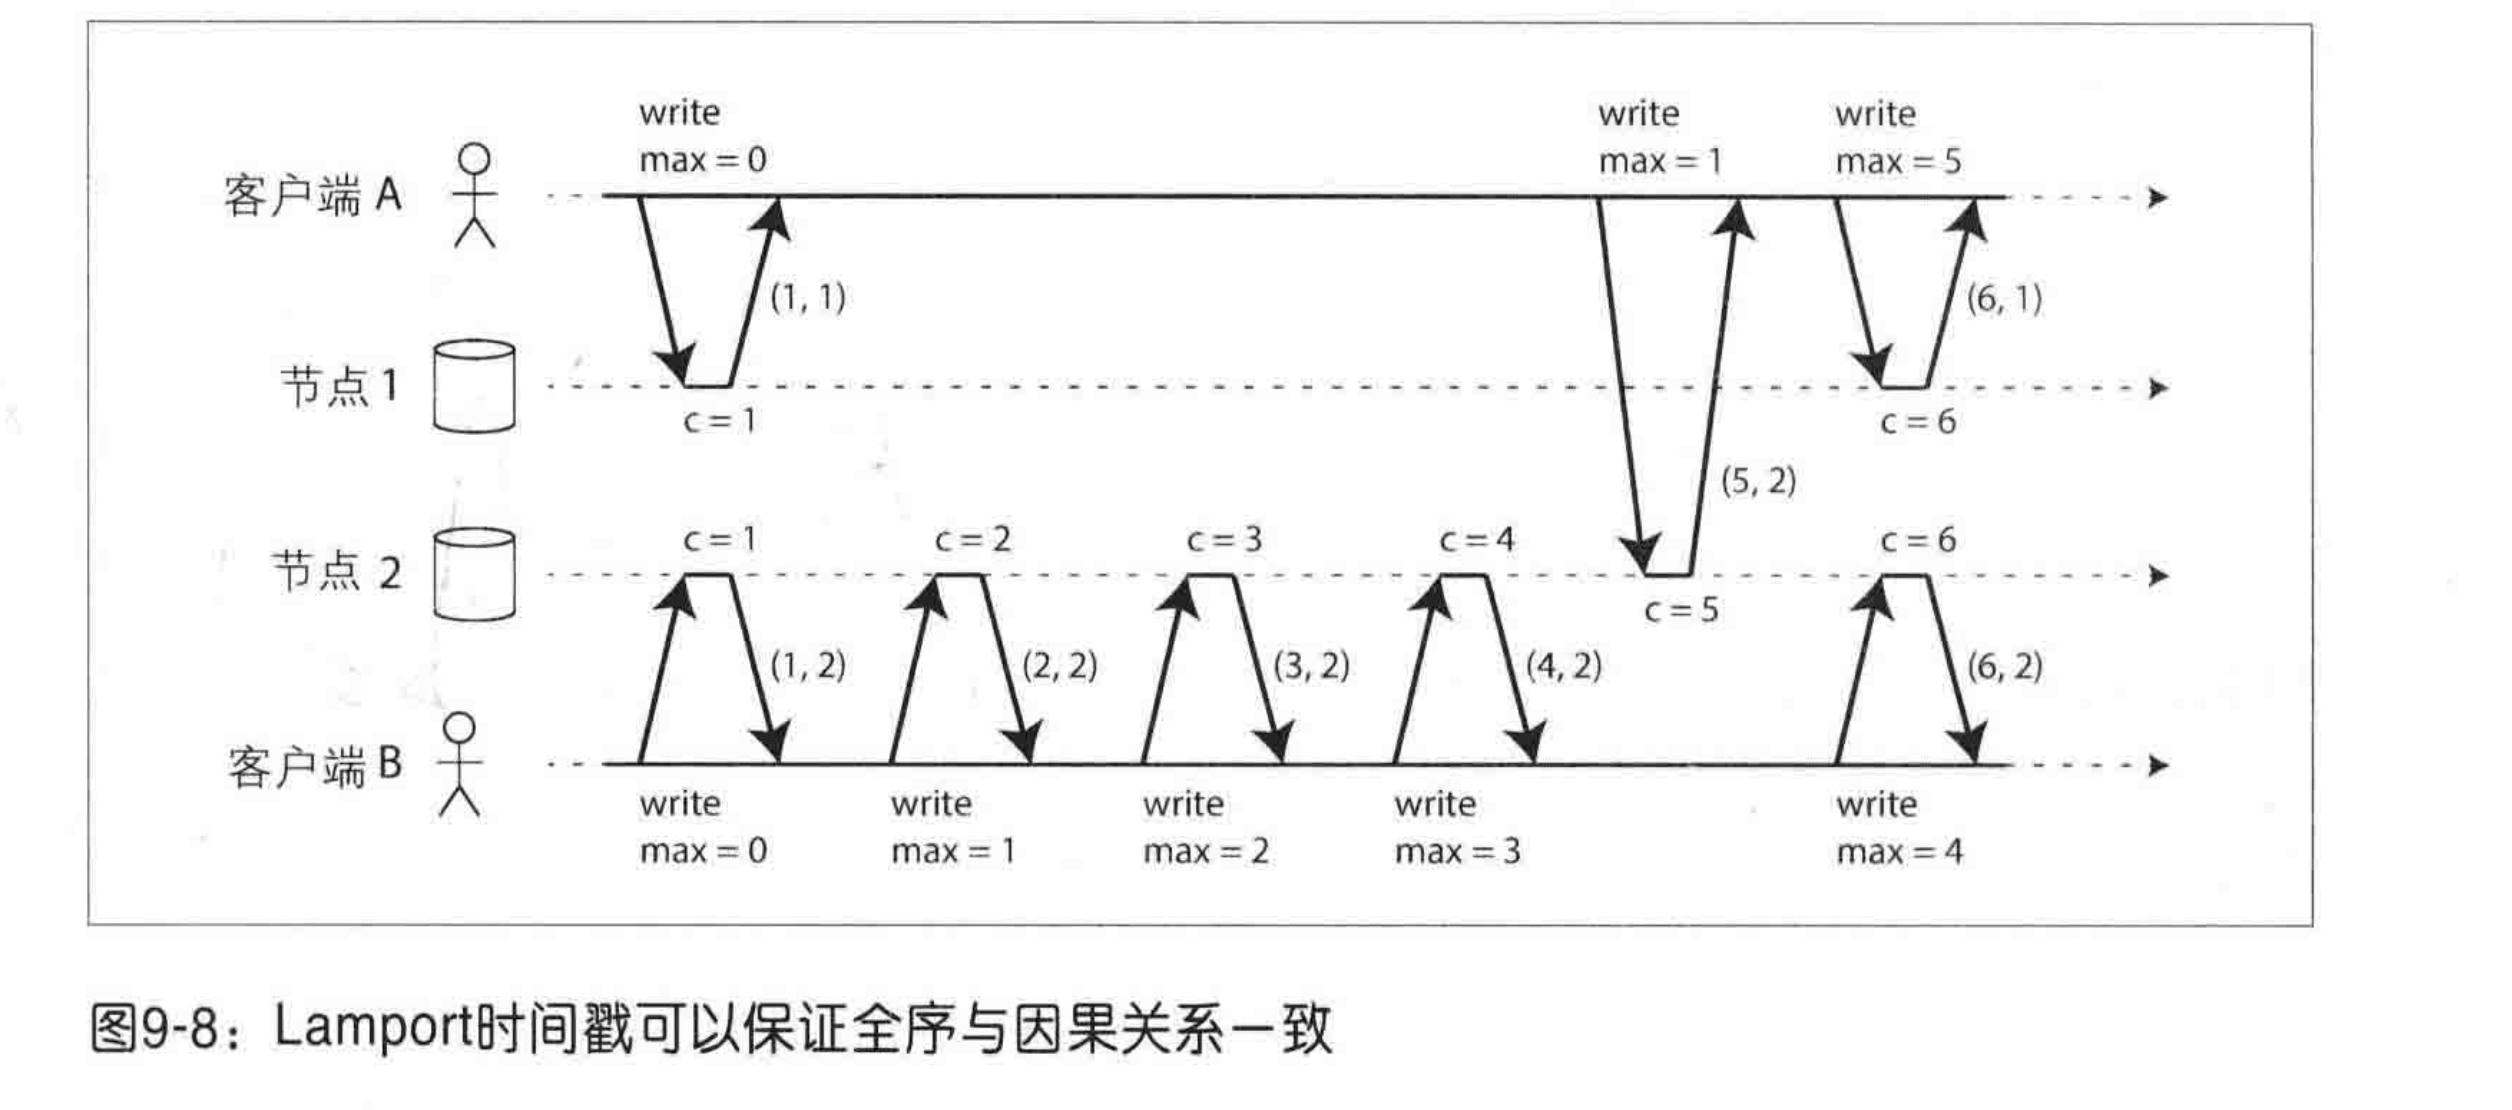 write
max = 0
write
max = 1
write
max = 5
客户端 A
(1, 1)
(6, 1)
节点 1
c = 1
c = 6
(5, 2)
节点 2
c = 1
c = 2
c = 3
c = 4
c = 6
c = 5
(1, 2)
(2, 2)
(3, 2)
(4, 2)
(6, 2)
客户端 B
write
max = 0
write
max = 1
write
max = 2
write
max = 3
write
max = 4
图9-8：Lamport时间戳可以保证全序与因果关系一致